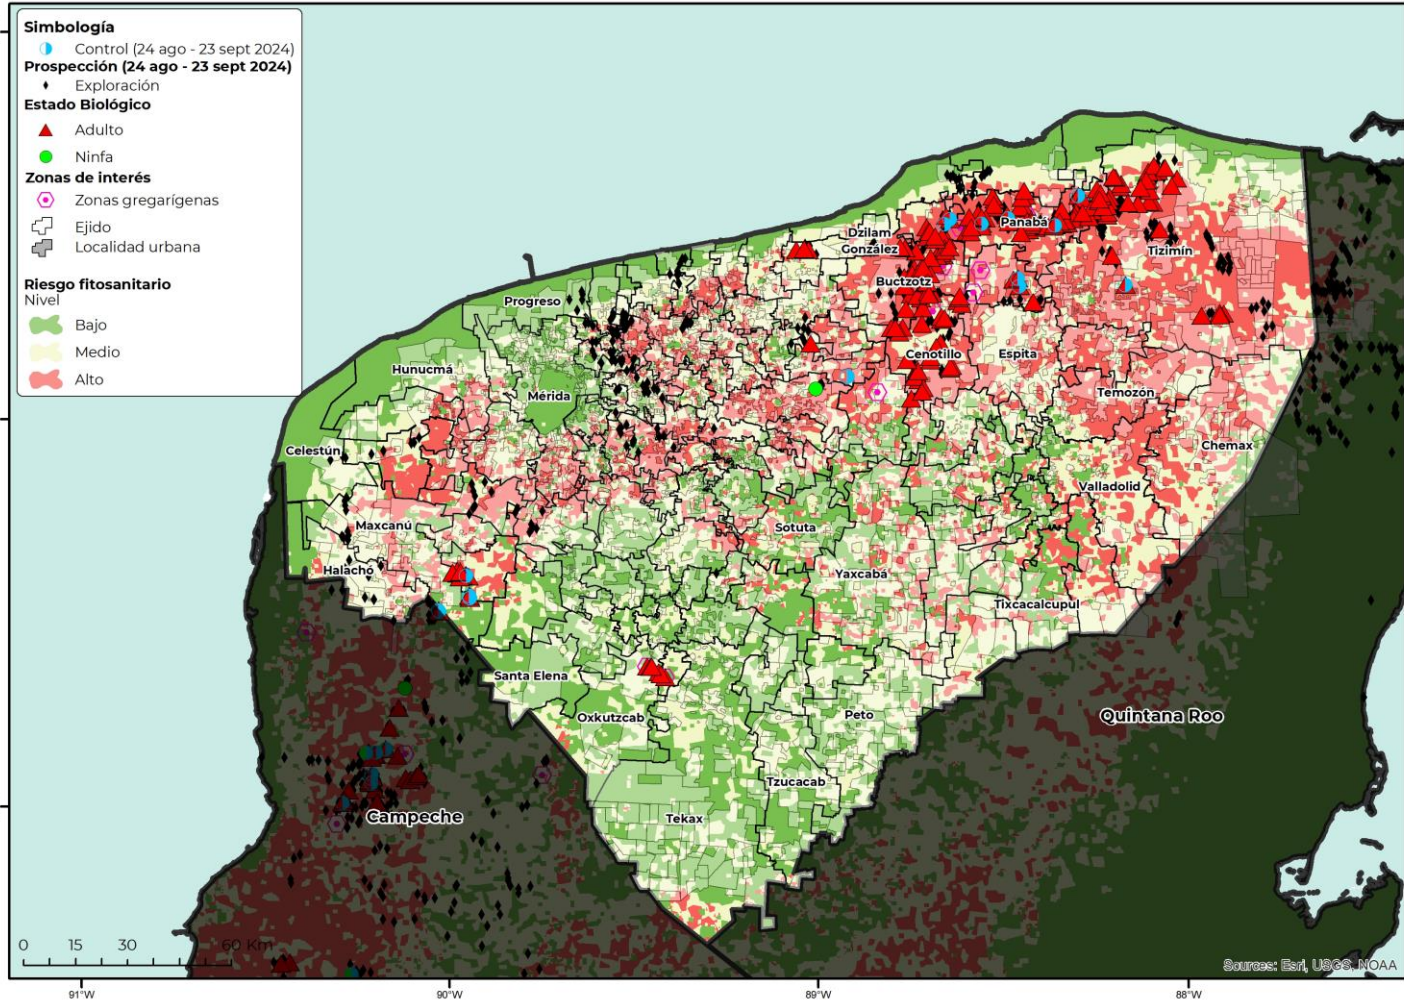 Simbología
Control (24 ago - 23 sept 2024)
Prospección (24 ago - 23 sept 2024)
Exploración
Estado Biológico
Adulto
Ninfa
Zonas de interés
Zonas gregarígenas
Ejido
Localidad urbana
Riesgo fitosanitario
Nivel
Bajo
Medio
Alto
Panabá
Dzilam
González
Tizimín
Buctzotz
Progreso
Cenotillo
Espita
Hunucmá
Mérida
Temozón
Celestún
Chemax
Valladolid
Maxcanú
Sotuta
Halachó
Yaxcabá
Tixcacalcupul
Santa Elena
Oxkutzcab
Peto
Quintana Roo
Tzucacab
Campeche
Tekax
0 15 30 60 Km
Sources: Esri, USGS, NOAA
91°W 90°W 89°W 88°W